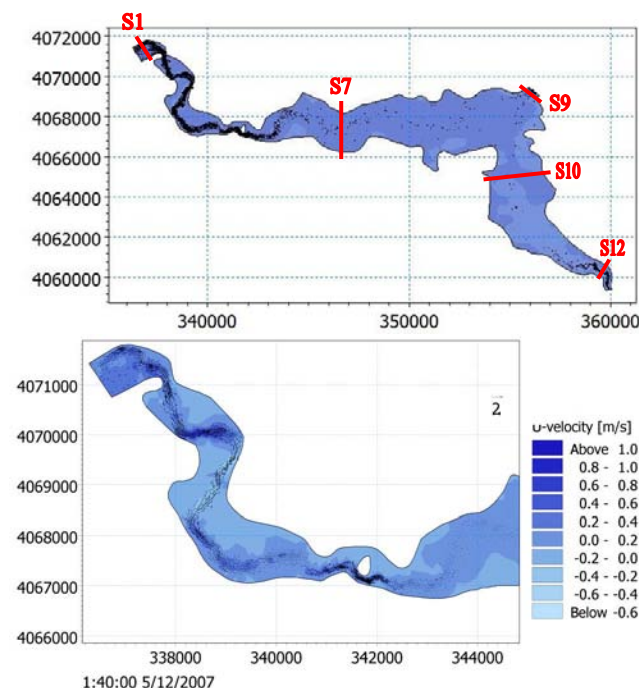 S1
4072000
4070000
4068000
4066000
4064000
4062000
4060000
S7
S9
S10
S12
340000
350000
360000
4071000
4070000
4069000
4068000
4067000
4066000
2
U-velocity [m/s]
Above 1.0
0.8 - 1.0
0.6 - 0.8
0.4 - 0.6
0.2 - 0.4
0.0 - 0.2
-0.2 - 0.0
-0.4 - -0.2
-0.6 - -0.4
Below -0.6
338000
340000
342000
344000
1:40:00 5/12/2007